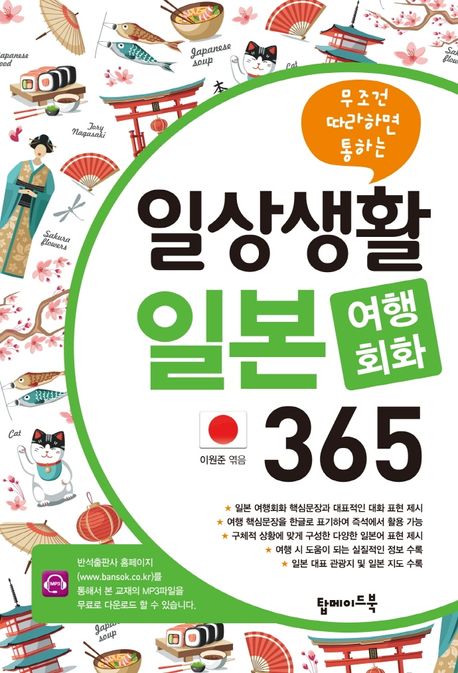 Japanese
food
Japanese
soup
Cat
Tory
Nagasaki
Sakura
flowers
Cat
무조건
따라하면
통하는
일상생활
일본
여행
회화
365
이원준 엮음
★ 일본 여행회화 핵심문장과 대표적인 대화 표현 제시
★ 여행 핵심문장을 한글로 표기하여 즉석에서 활용 가능
★ 구체적 상황에 맞게 구성한 다양한 일본어 표현 제시
★ 여행 시 도움이 되는 실질적인 정보 수록
★ 일본 대표 관광지 및 일본 지도 수록
MP3
반석출판사 홈페이지
(www.bansok.co.kr)를
통해서 본 교재의 MP3파일을
무료로 다운로드 할 수 있습니다.
탑메이드북